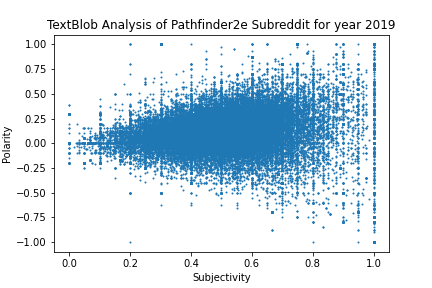 TextBlob Analysis of Pathfinder2e Subreddit for year 2019
1.00
0.75
0.50
0.25
0.00
−0.25
−0.50
−0.75
−1.00
Polarity
0.0 0.2 0.4 0.6 0.8 1.0
Subjectivity